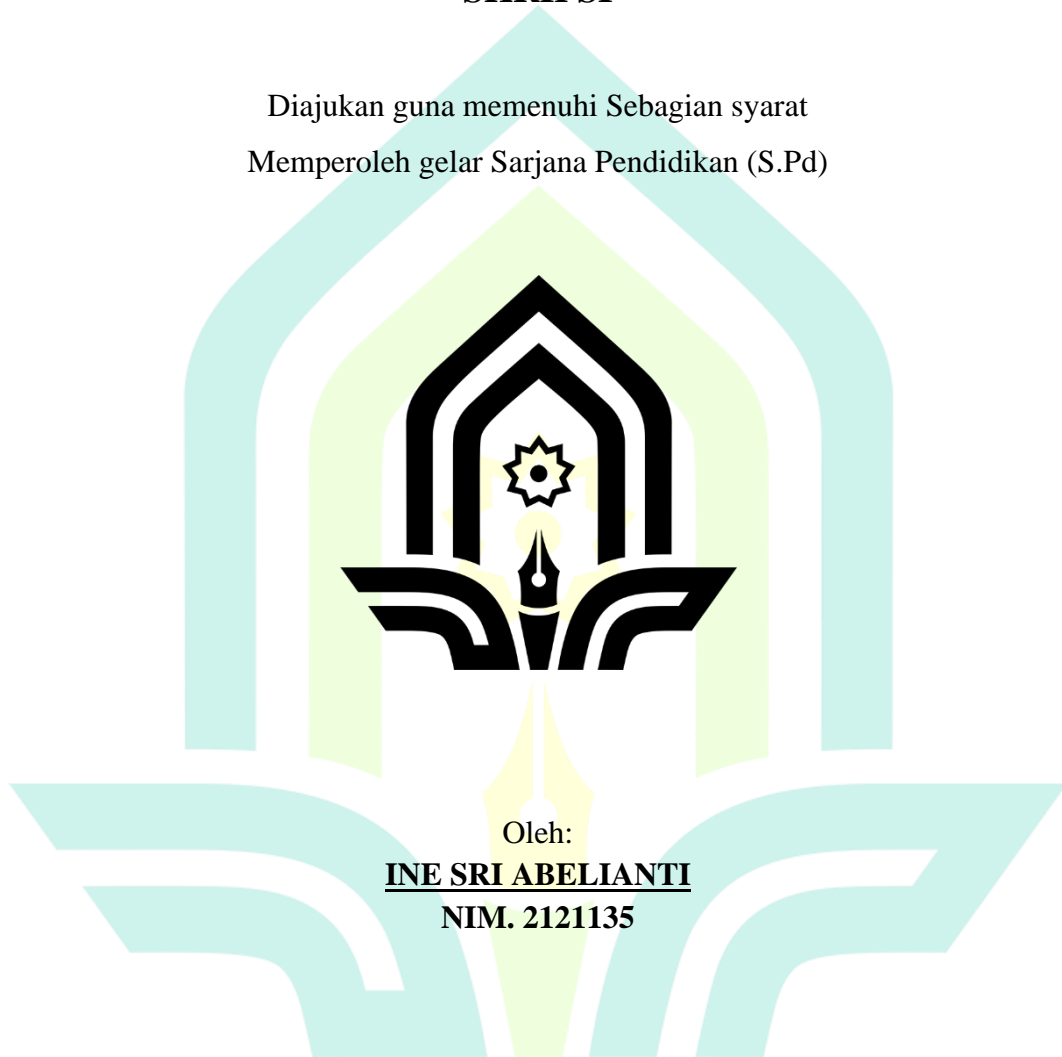 Diajukan guna memenuhi Sebagian syarat
Memperoleh gelar Sarjana Pendidikan (S.Pd)
Oleh:
INE SRI ABELIANTI
NIM. 2121135